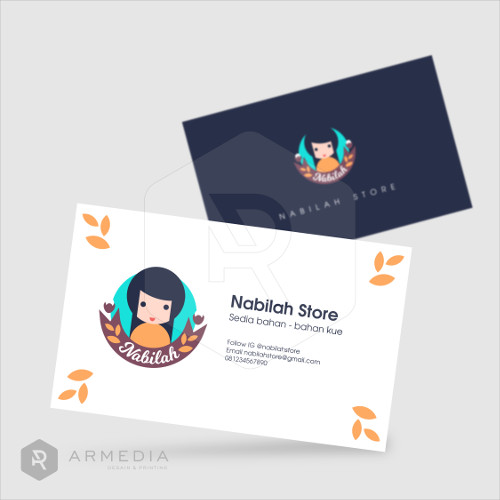 Nabilah
NABILAH STORE
Nabilah
Nabilah Store
Sedia bahan - bahan kue
Follow IG @nabilahstore
Email nabilahstore@gmail.com
081234567890
ARMEDIA
DESAIN & PRINTING